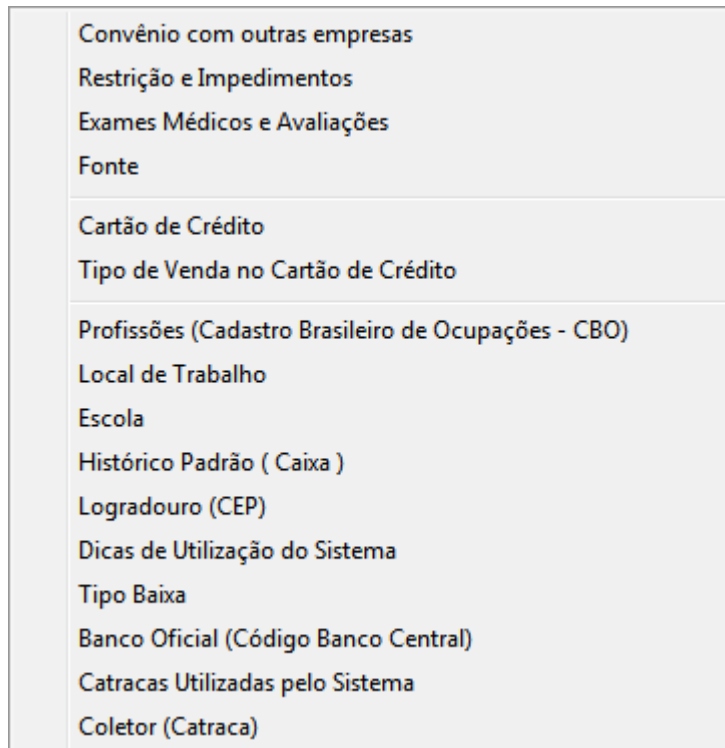 Convênio com outras empresas
Restrição e Impedimentos
Exames Médicos e Avaliações
Fonte
Cartão de Crédito
Tipo de Venda no Cartão de Crédito
Profissões (Cadastro Brasileiro de Ocupações - CBO)
Local de Trabalho
Escola
Histórico Padrão ( Caixa )
Logradouro (CEP)
Dicas de Utilização do Sistema
Tipo Baixa
Banco Oficial (Código Banco Central)
Catracas Utilizadas pelo Sistema
Coletor (Catraca)